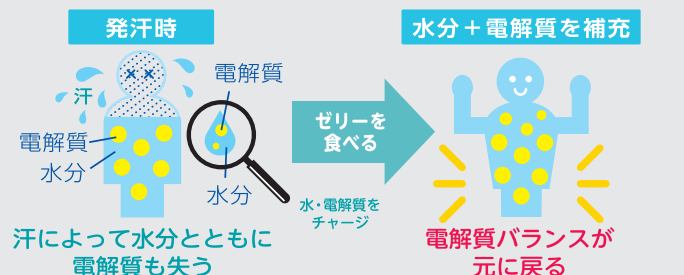 発汗時
汗
電解質
水分
電解質
水分
汗によって水分とともに
電解質も失う
ゼリーを
食べる
水・電解質を
チャージ
水分＋電解質を補充
電解質バランスが
元に戻る